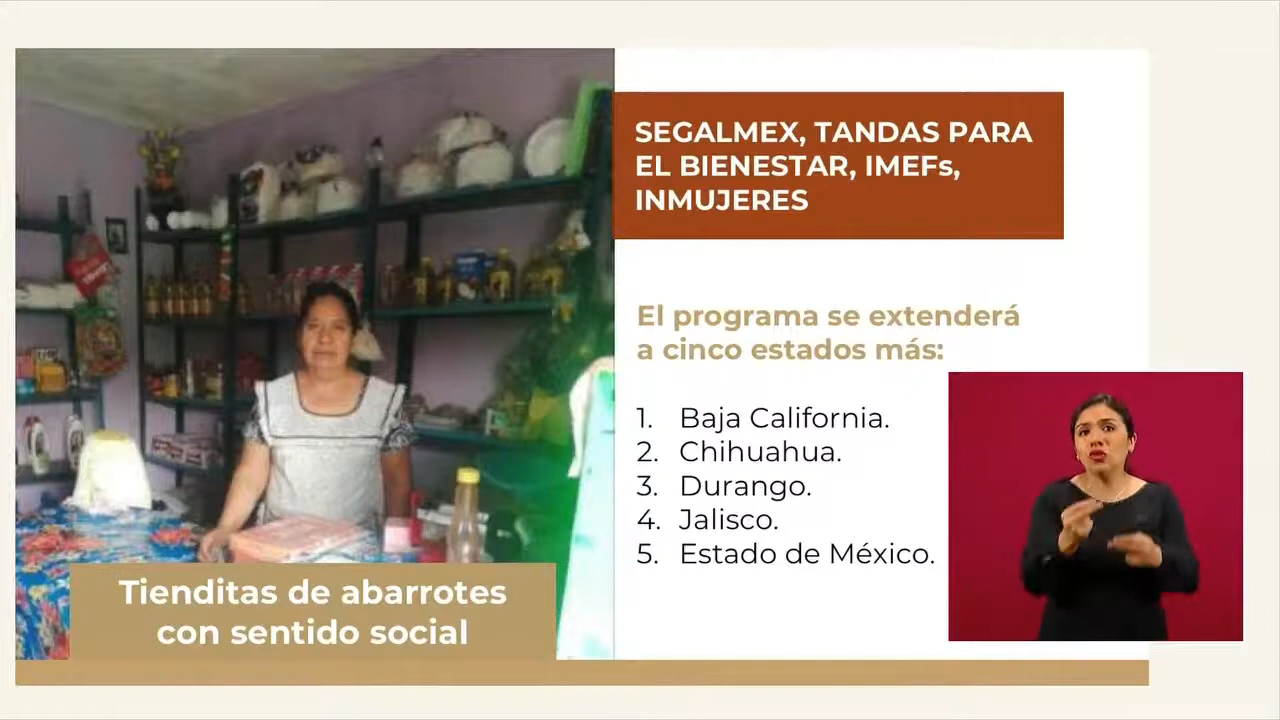 SEGALMEX, TANDAS PARA
EL BIENESTAR, IMEFs,
INMUJERES
El programa se extenderá
a cinco estados más:
1. Baja California.
2. Chihuahua.
3. Durango.
4. Jalisco.
5. Estado de México.
Tienditas de abarrotes
con sentido social